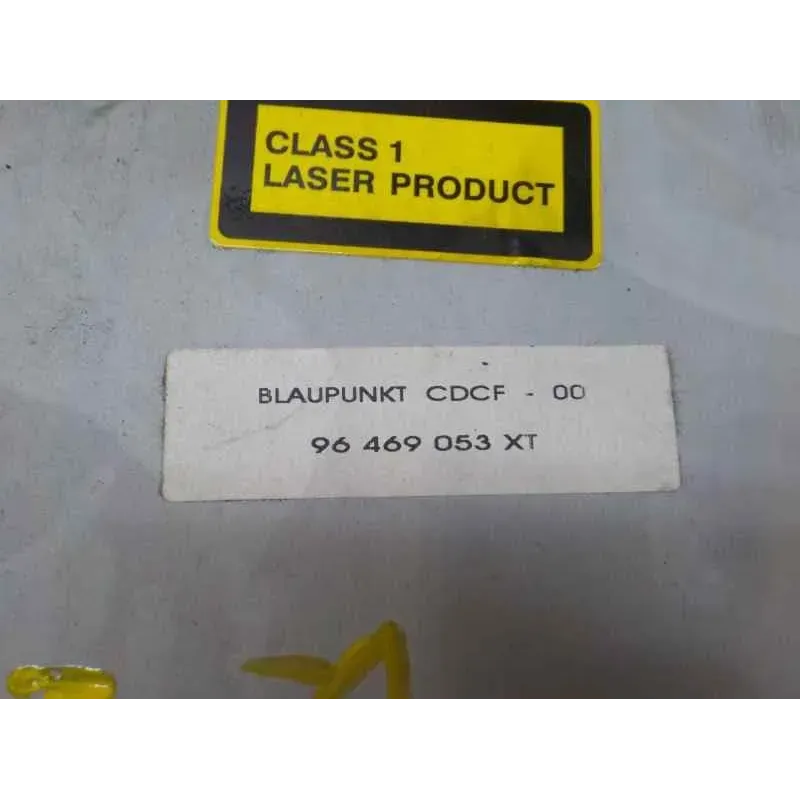 CLASS 1
LASER PRODUCT
BLAUPUNKT CDCF - 00
96 469 053 XT